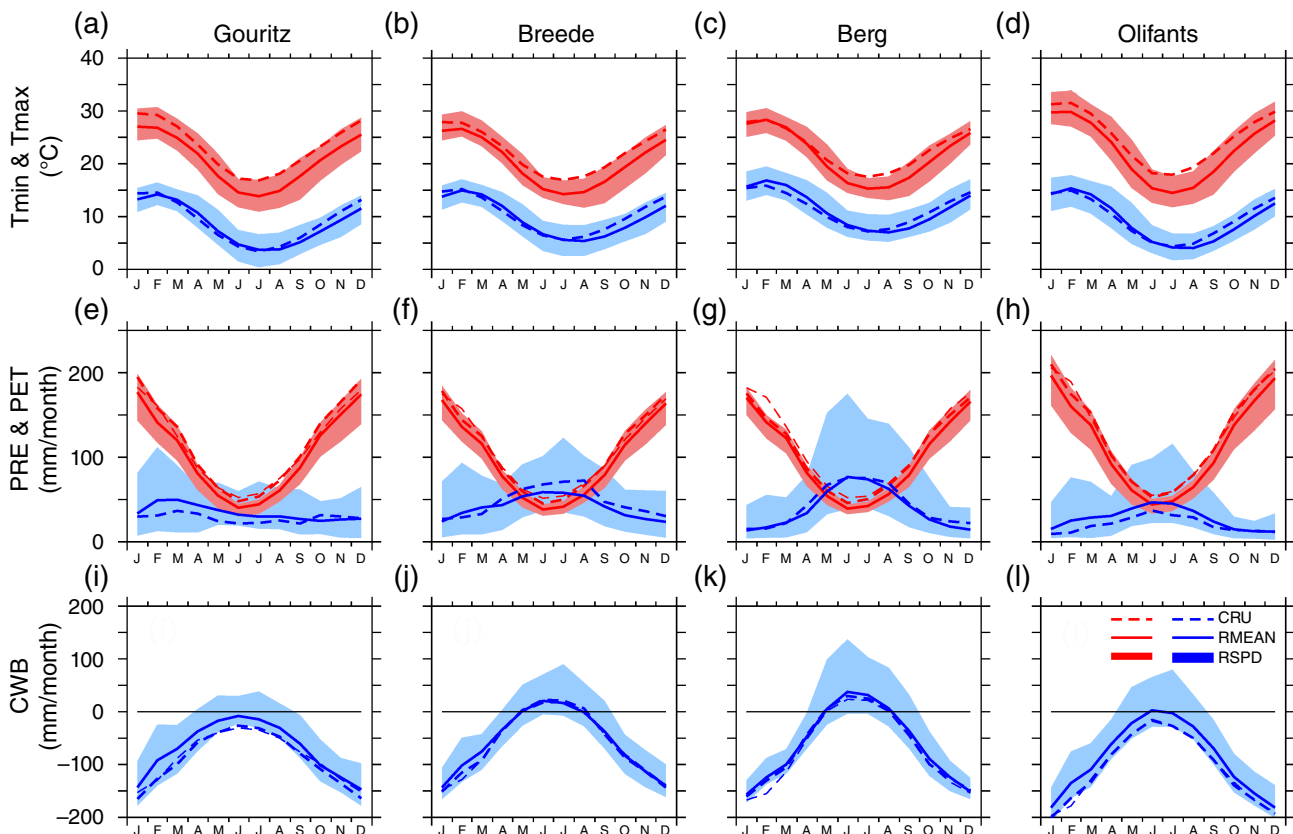 (a) Gouritz (b) Breede (c) Berg (d) Olifants
Tmin & Tmax
(°C)
40
30
20
10
0
J F M A M J J A S O N D J F M A M J J A S O N D J F M A M J J A S O N D J F M A M J J A S O N D
(e) (f) (g) (h)
PRE & PET
(mm/month)
200
100
50
0
J F M A M J J A S O N D J F M A M J J A S O N D J F M A M J J A S O N D J F M A M J J A S O N D
(i) (j) (k) (l)
CWB
(mm/month)
200
100
0
−100
−200
CRU
RMEAN
RSPD
J F M A M J J A S O N D J F M A M J J A S O N D J F M A M J J A S O N D J F M A M J J A S O N D